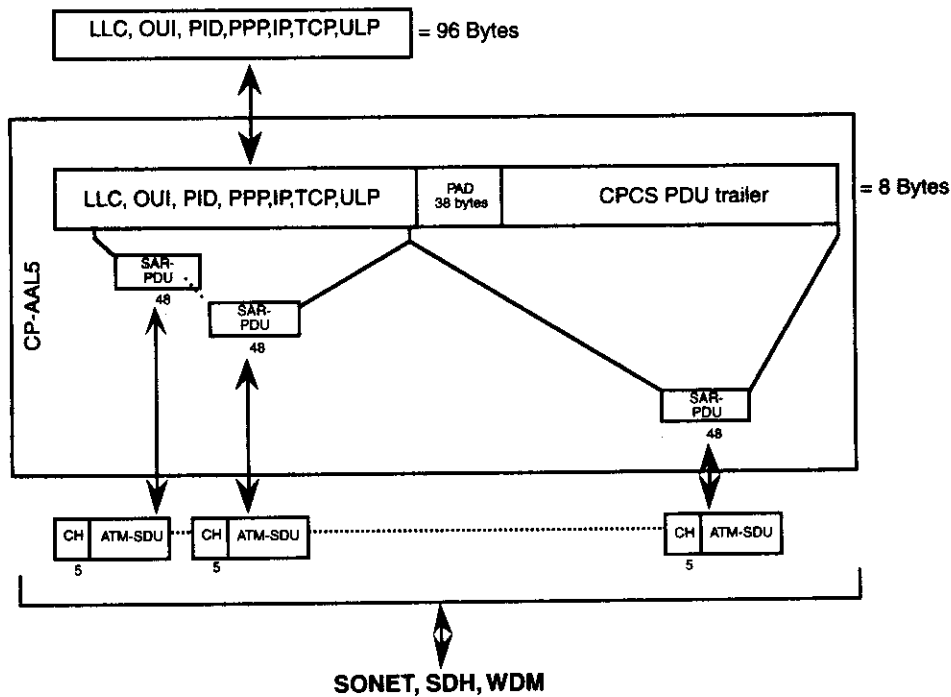 LLC, OUI, PID,PPP,IP,TCP,ULP = 96 Bytes
LLC, OUI, PID, PPP,IP,TCP,ULP PAD 38 bytes CPCS PDU trailer = 8 Bytes
CP-AAL5
SAR-PDU
48
SAR-PDU
48
SAR-PDU
48
CH ATM-SDU CH ATM-SDU CH ATM-SDU
5 5 5
SONET, SDH, WDM